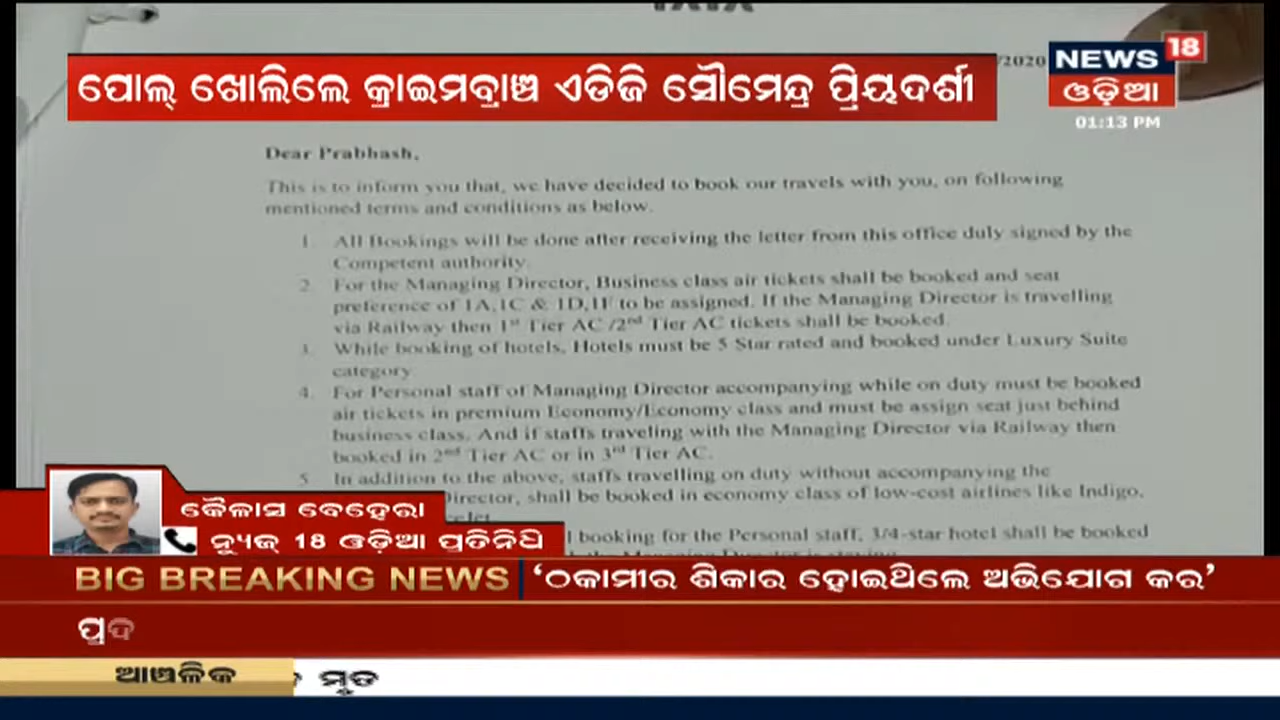 ପୋଲ୍ ଖୋଲିଲେ କ୍ରାଇମବ୍ରାଞ୍ଚ ଏଡିଜି ସୌମେନ୍ଦ୍ର ପ୍ରିୟଦର୍ଶୀ
/2020
NEWS 18
ଓଡ଼ିଆ
01:13 PM
Dear Prabhash,
This is to inform you that, we have decided to book our travels with you, on following
mentioned terms and conditions as below.
1. All Bookings will be done after receiving the letter from this office duly signed by the
Competent authority.
2. For the Managing Director, Business class air tickets shall be booked and seat
preference of 1A,1C & 1D,1F to be assigned. If the Managing Director is travelling
via Railway then 1st Tier AC /2nd Tier AC tickets shall be booked.
3. While booking of hotels, Hotels must be 5 Star rated and booked under Luxury Suite
category.
4. For Personal staff of Managing Director accompanying while on duty must be booked
air tickets in premium Economy/Economy class and must be assign seat just behind
business class. And if staffs traveling with the Managing Director via Railway then
booked in 2nd Tier AC or in 3rd Tier AC.
5. In addition to the above, staffs travelling on duty without accompanying the
Director, shall be booked in economy class of low-cost airlines like Indigo,
booking for the Personal staff, 3/4-star hotel shall be booked
କୈଳାସ ବେହେରା
ନ୍ୟୁଜ୍ 18 ଓଡ଼ିଆ ପ୍ରତିନିଧି
BIG BREAKING NEWS
‘ଠକାମୀର ଶିକାର ହୋଇଥିଲେ ଅଭିଯୋଗ କର’
ଆଞ୍ଚଳିକ
ମୃତ